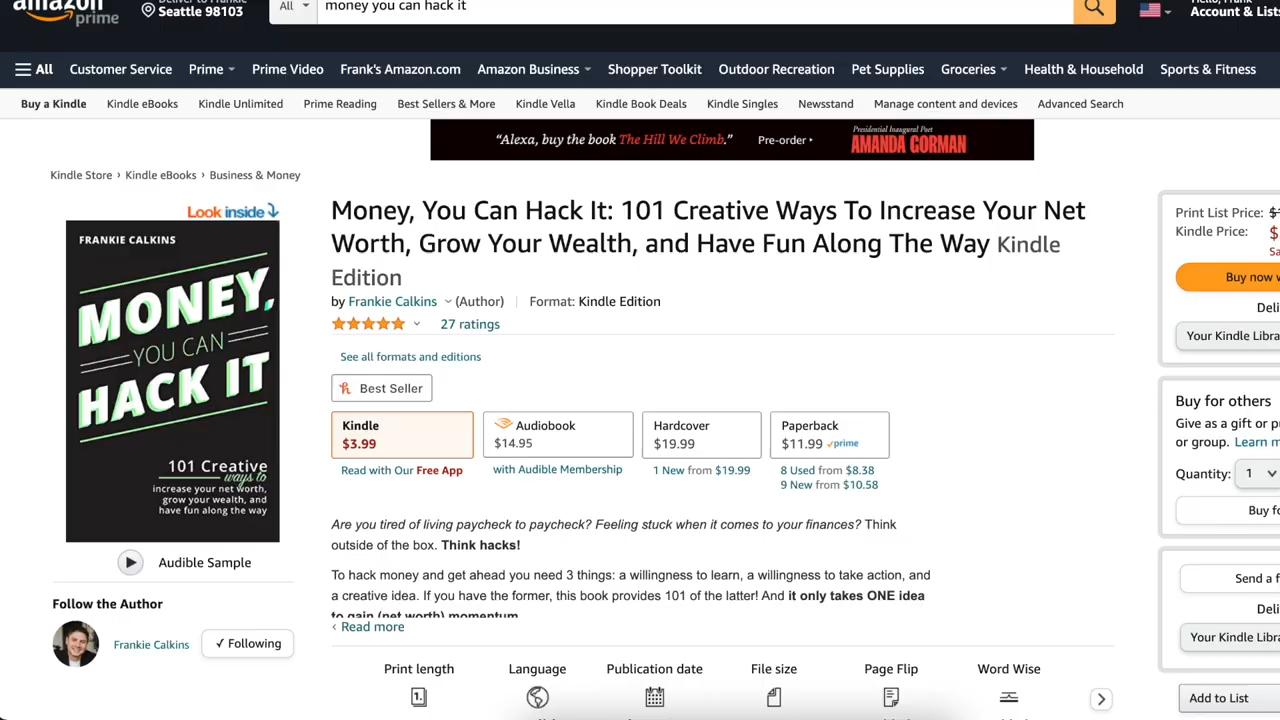 amazon prime
Deliver to Frankie
Seattle 98103
All
money you can hack it
Hello, Frank
Account & Lists
All
Customer Service
Prime
Prime Video
Frank's Amazon.com
Amazon Business
Shopper Toolkit
Outdoor Recreation
Pet Supplies
Groceries
Health & Household
Sports & Fitness
Buy a Kindle
Kindle eBooks
Kindle Unlimited
Prime Reading
Best Sellers & More
Kindle Vella
Kindle Book Deals
Kindle Singles
Newsstand
Manage content and devices
Advanced Search
“Alexa, buy the book The Hill We Climb.” Pre-order ▸
Presidential Inaugural Poet
AMANDA GORMAN
Kindle Store › Kindle eBooks › Business & Money
Look inside
FRANKIE CALKINS
MONEY,
YOU CAN
HACK IT
101 Creative
ways to
increase your net worth,
grow your wealth, and
have fun along the way
Audible Sample
Follow the Author
Frankie Calkins
✓ Following
Money, You Can Hack It: 101 Creative Ways To Increase Your Net
Worth, Grow Your Wealth, and Have Fun Along The Way Kindle
Edition
by Frankie Calkins (Author) | Format: Kindle Edition
27 ratings
See all formats and editions
Best Seller
Kindle
$3.99
Read with Our Free App
Audiobook
$14.95
with Audible Membership
Hardcover
$19.99
1 New from $19.99
Paperback
$11.99 prime
8 Used from $8.38
9 New from $10.58
Are you tired of living paycheck to paycheck? Feeling stuck when it comes to your finances? Think
outside of the box. Think hacks!
To hack money and get ahead you need 3 things: a willingness to learn, a willingness to take action, and
a creative idea. If you have the former, this book provides 101 of the latter! And it only takes ONE idea
to gain (net worth) momentum
‹ Read more
Print length
Language
Publication date
File size
Page Flip
Word Wise
Print List Price: $
Kindle Price: $
Buy now
Your Kindle Libra
Buy for others
Give as a gift or p
or group. Learn m
Quantity: 1
Buy fo
Send a f
Your Kindle Libra
Add to List